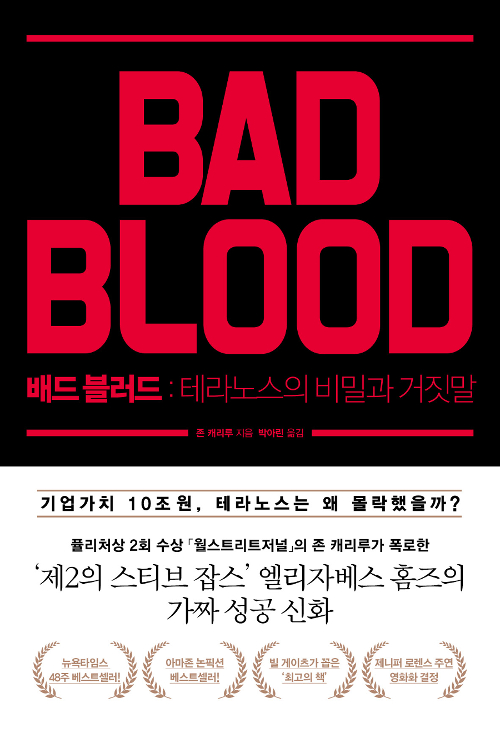 BAD
BLOOD
배드 블러드 : 테라노스의 비밀과 거짓말
존 캐리루 지음 박아린 옮김
기업가치 10조원, 테라노스는 왜 몰락했을까?
퓰리처상 2회 수상 「월스트리트저널」의 존 캐리루가 폭로한
‘제2의 스티브 잡스’ 엘리자베스 홈즈의
가짜 성공 신화
뉴욕타임스
48주 베스트셀러!
아마존 논픽션
베스트셀러!
빌 게이츠가 꼽은
‘최고의 책’
제니퍼 로렌스 주연
영화화 결정